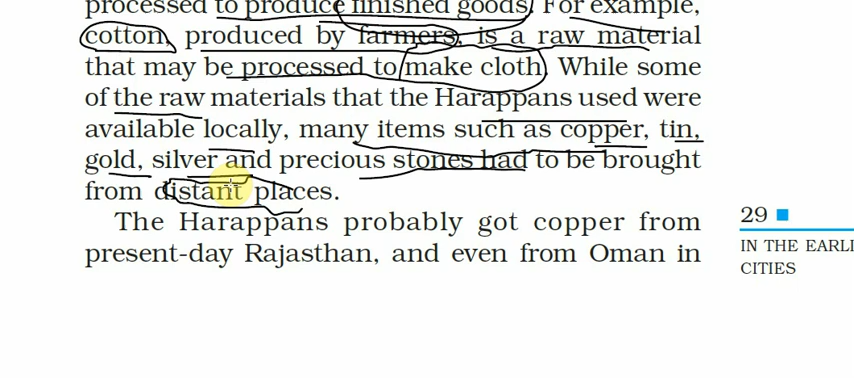 processed to produce finished goods. For example,
cotton, produced by farmers, is a raw material
that may be processed to make cloth. While some
of the raw materials that the Harappans used were
available locally, many items such as copper, tin,
gold, silver and precious stones had to be brought
from distant places.
The Harappans probably got copper from
present-day Rajasthan, and even from Oman in
29
IN THE EARLI
CITIES